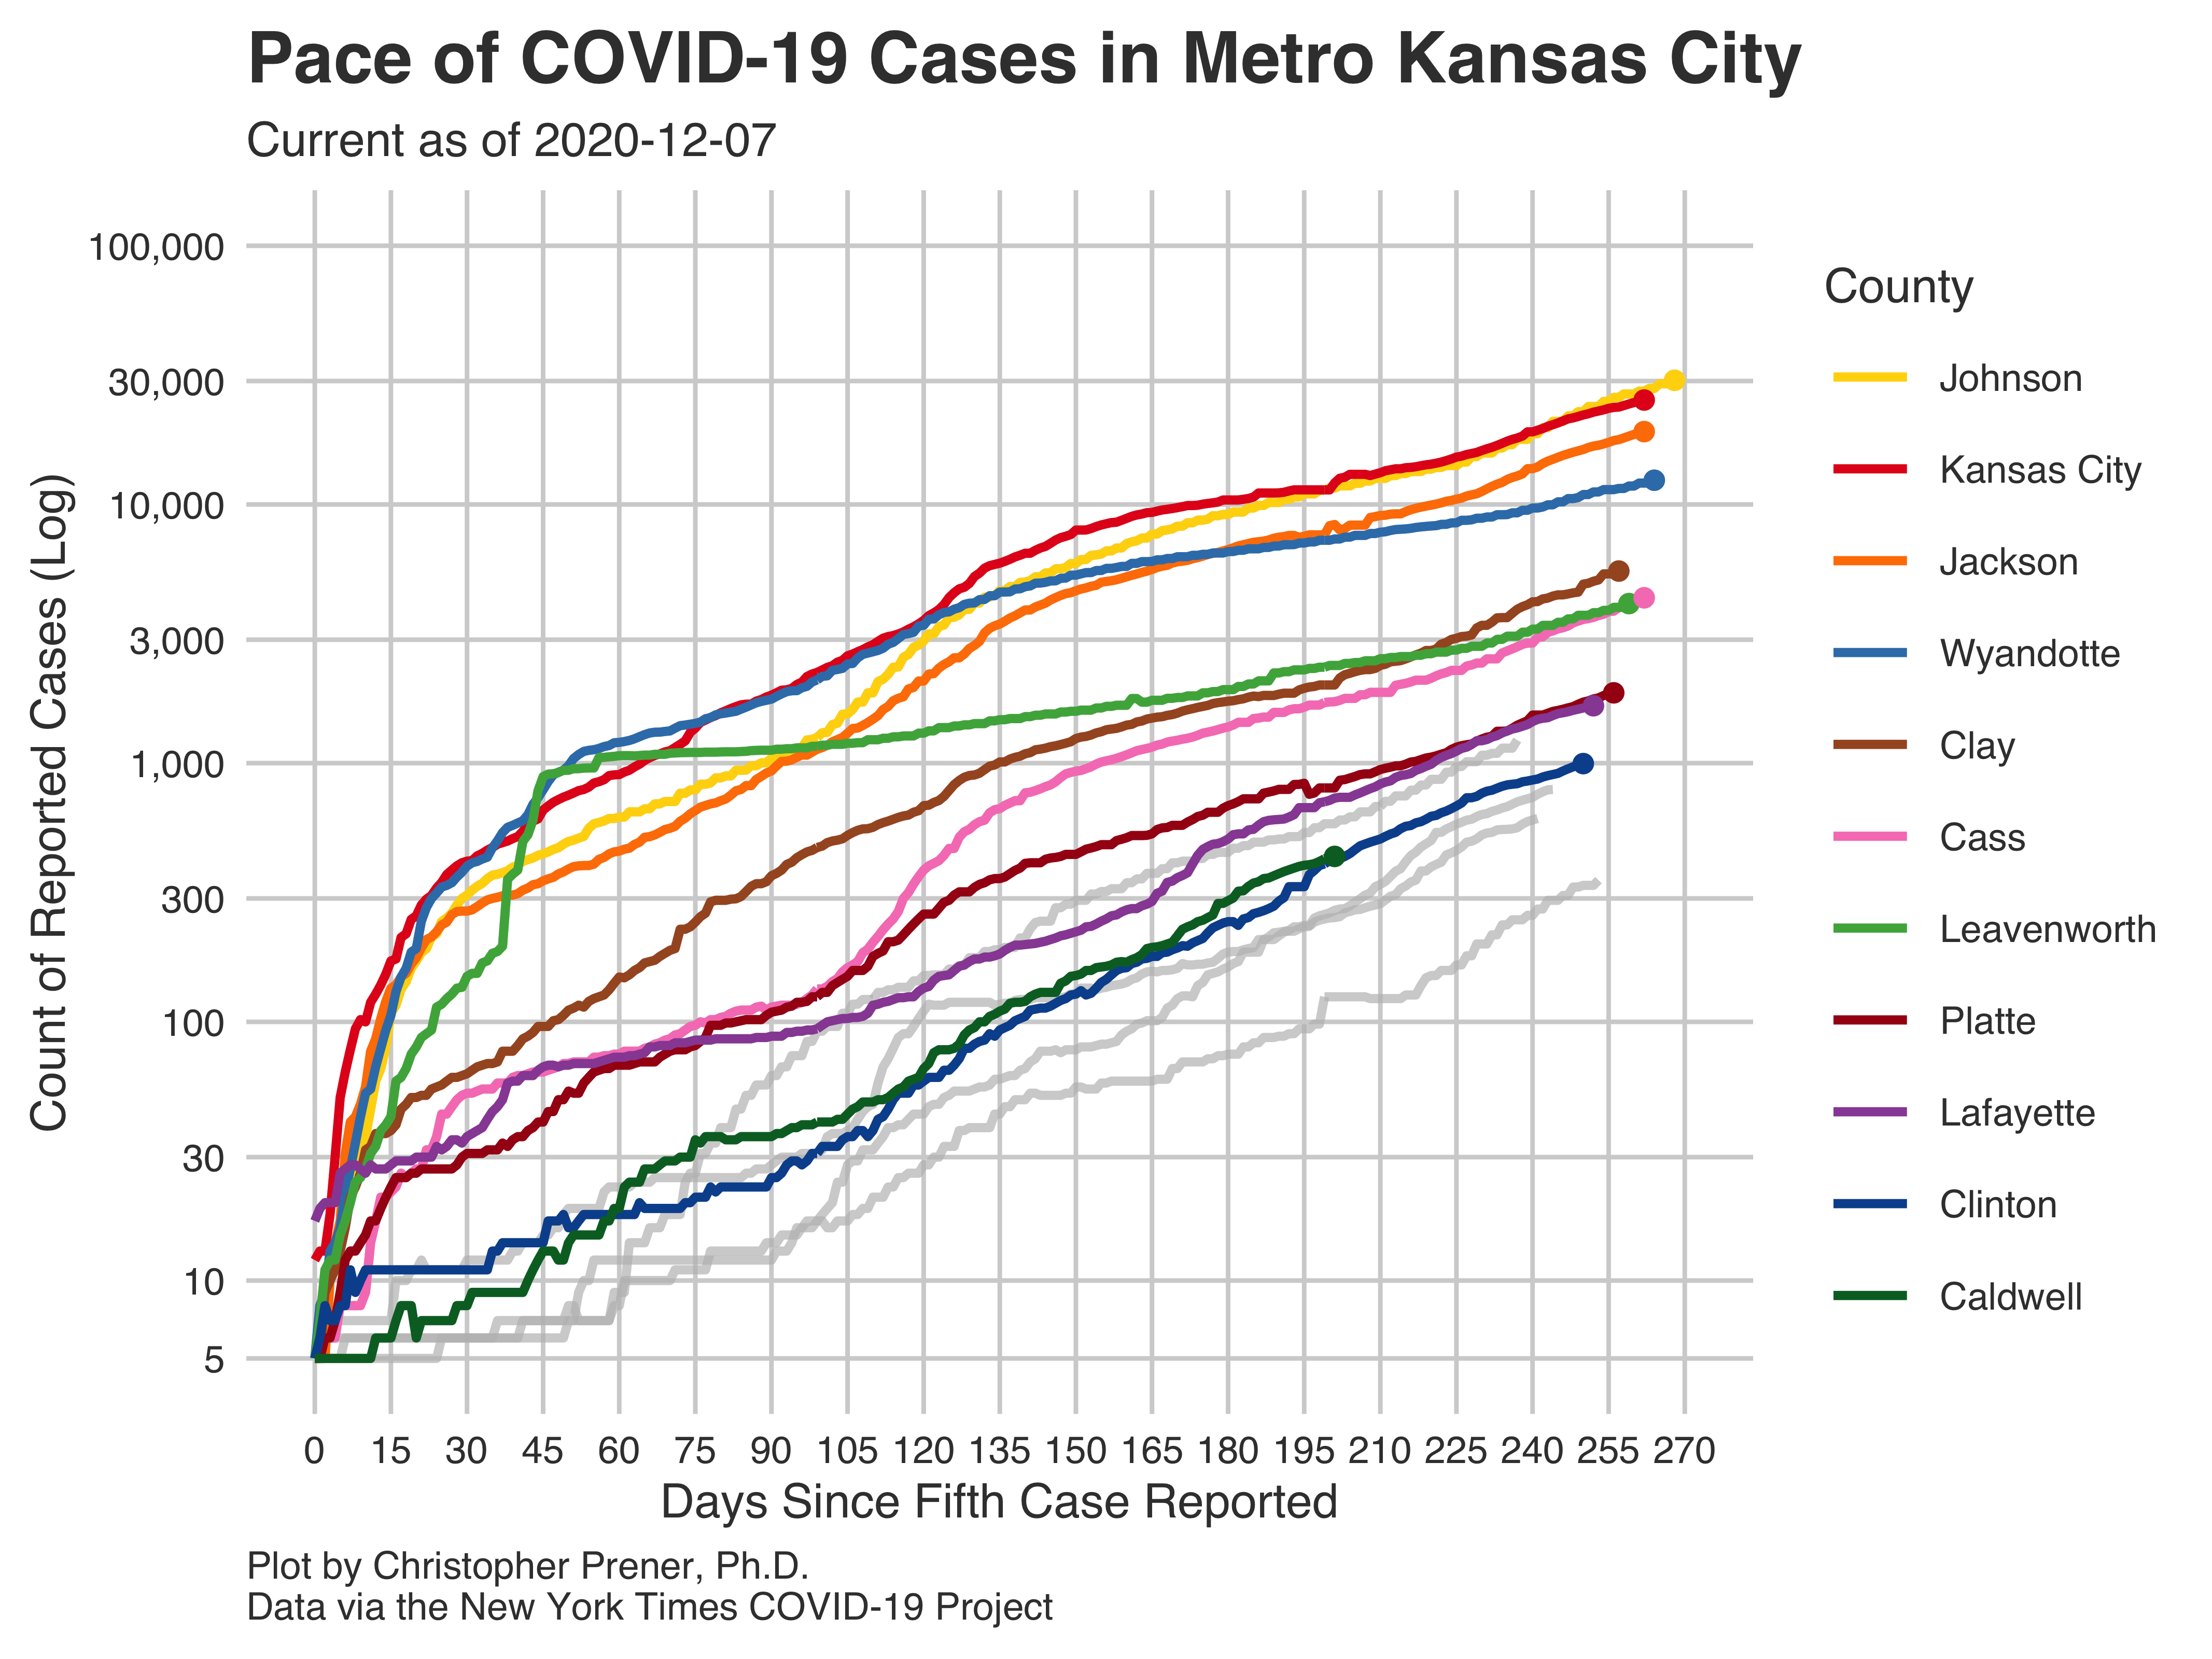 Pace of COVID-19 Cases in Metro Kansas City
Current as of 2020-12-07
Count of Reported Cases (Log)
100,000
30,000
10,000
3,000
1,000
300
100
30
10
5
0 15 30 45 60 75 90 105 120 135 150 165 180 195 210 225 240 255 270
Days Since Fifth Case Reported
County
Johnson
Kansas City
Jackson
Wyandotte
Clay
Cass
Leavenworth
Platte
Lafayette
Clinton
Caldwell
Plot by Christopher Prener, Ph.D.
Data via the New York Times COVID-19 Project